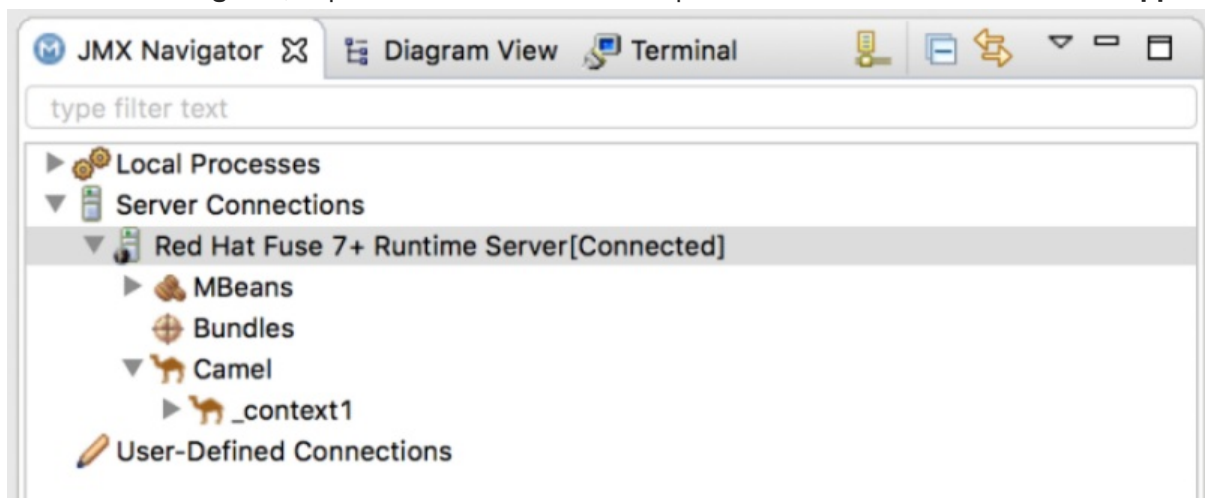 JMX Navigator Diagram View Terminal
type filter text
Local Processes
Server Connections
Red Hat Fuse 7+ Runtime Server[Connected]
MBeans
Bundles
Camel
_context1
User-Defined Connections